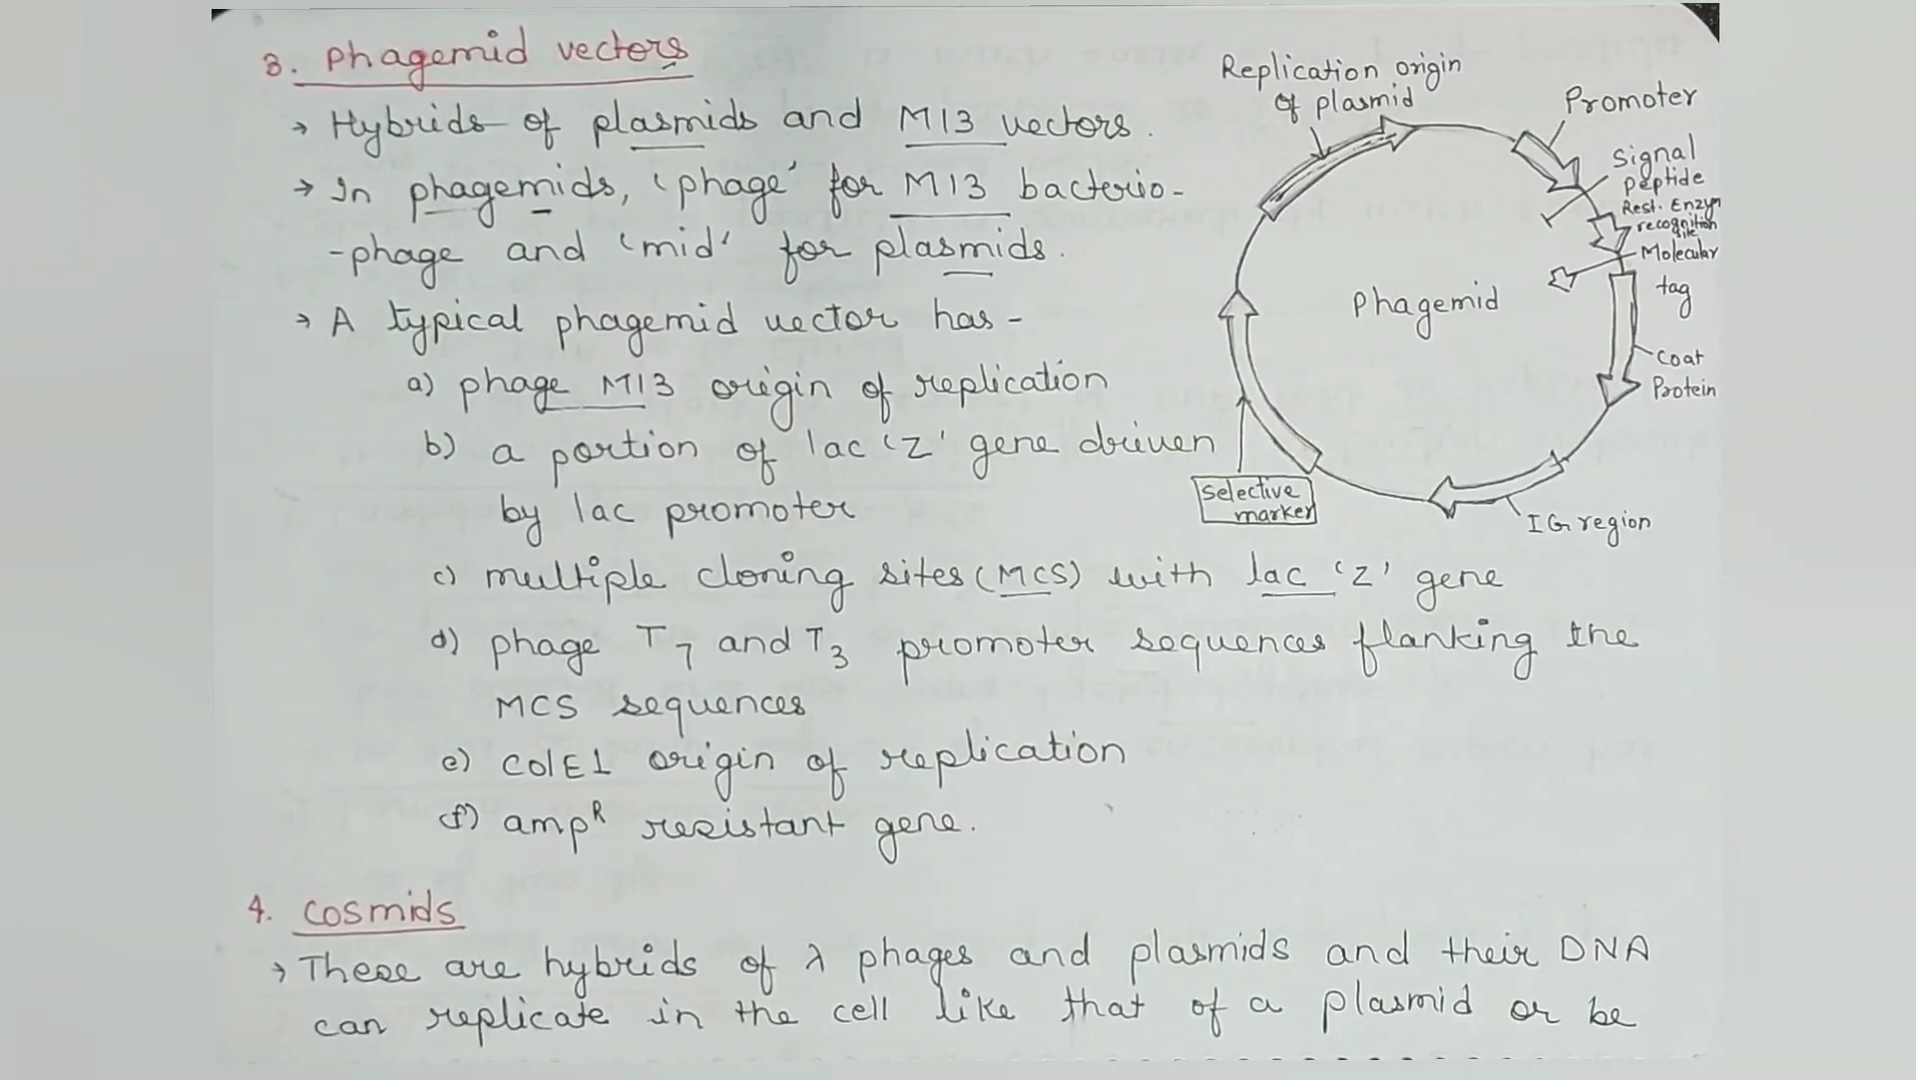 3. Phagemid vectors
→ Hybrids of plasmids and M13 vectors.
→ In phagemids, 'phage' for M13 bacterio-
-phage and 'mid' for plasmids.
→ A typical phagemid vector has -
a) phage M13 origin of replication
b) a portion of lac 'Z' gene driven
by lac promoter
c) multiple cloning sites (MCS) with lac 'Z' gene
d) phage T7 and T3 promoter sequences flanking the
MCS sequences
e) colE1 origin of replication
f) ampᴿ resistant gene.
Replication origin
of plasmid
Promoter
Signal
peptide
Rest. Enzym
recognition
site
Molecular
tag
Phagemid
Coat
Protein
Selective
marker
IG region
4. Cosmids
→ These are hybrids of λ phages and plasmids and their DNA
can replicate in the cell like that of a plasmid or be